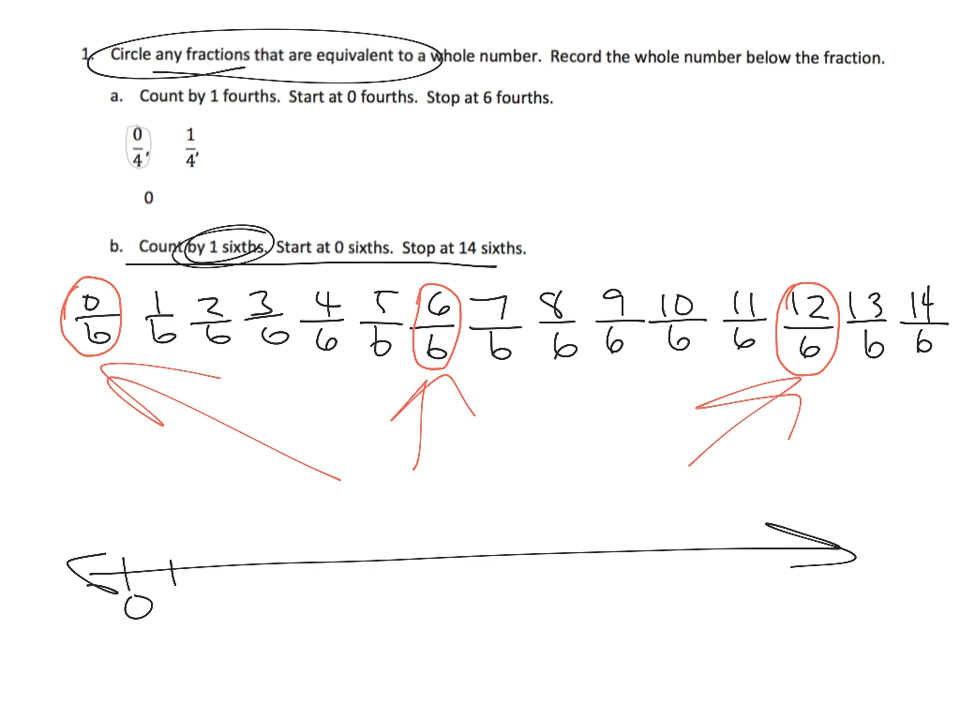 1. Circle any fractions that are equivalent to a whole number. Record the whole number below the fraction.
a. Count by 1 fourths. Start at 0 fourths. Stop at 6 fourths.
0/4, 1/4,
0
b. Count by 1 sixths. Start at 0 sixths. Stop at 14 sixths.
0/6 1/6 2/6 3/6 4/6 5/6 6/6 7/6 8/6 9/6 10/6 11/6 12/6 13/6 14/6
0